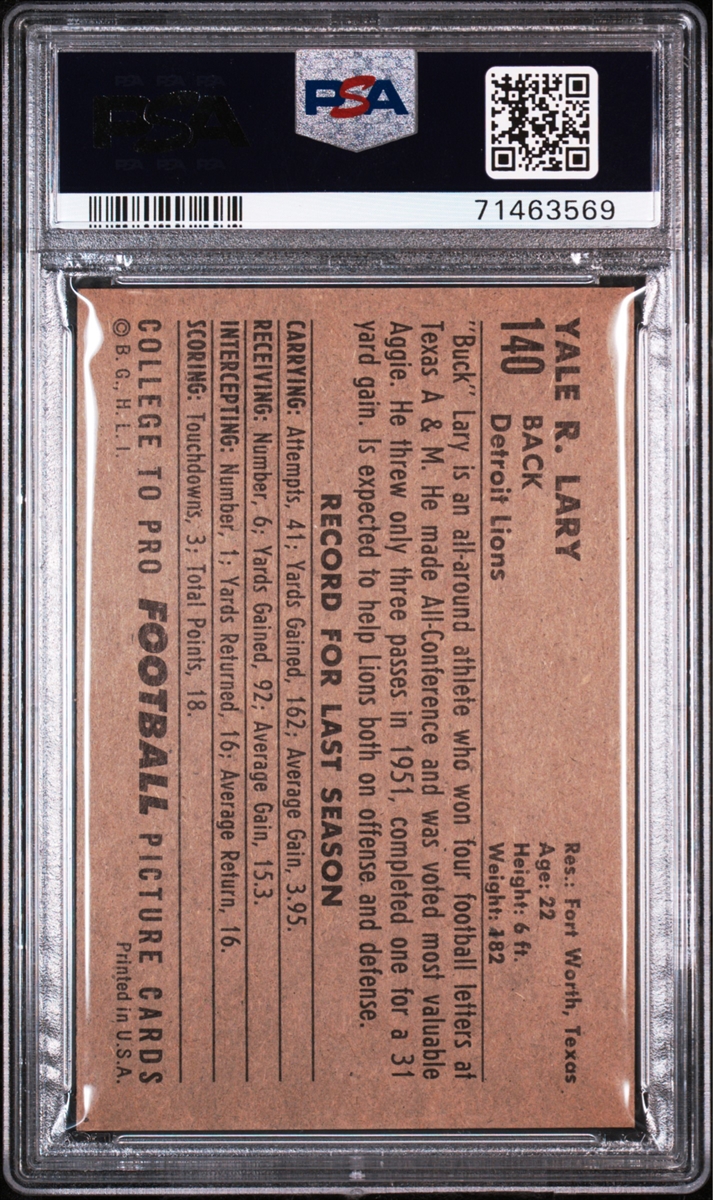 PSA
PSA
71463569
YALE R. LARY
140 BACK
Detroit Lions
Res.: Fort Worth, Texas
Age: 22
Height: 6 ft.
Weight: 182
"Buck" Lary is an all-around athlete who won four football letters at
Texas A & M. He made All-Conference and was voted most valuable
Aggie. He threw only three passes in 1951, completed one for a 31
yard gain. Is expected to help Lions both on offense and defense.
RECORD FOR LAST SEASON
CARRYING: Attempts, 41; Yards Gained, 162; Average Gain, 3.95.
RECEIVING: Number, 6; Yards Gained, 92; Average Gain, 15.3.
INTERCEPTING: Number, 1; Yards Returned, 16; Average Return, 16.
SCORING: Touchdowns, 3; Total Points, 18.
COLLEGE TO PRO FOOTBALL PICTURE CARDS
© B. G., H. L. I.
Printed in U.S.A.